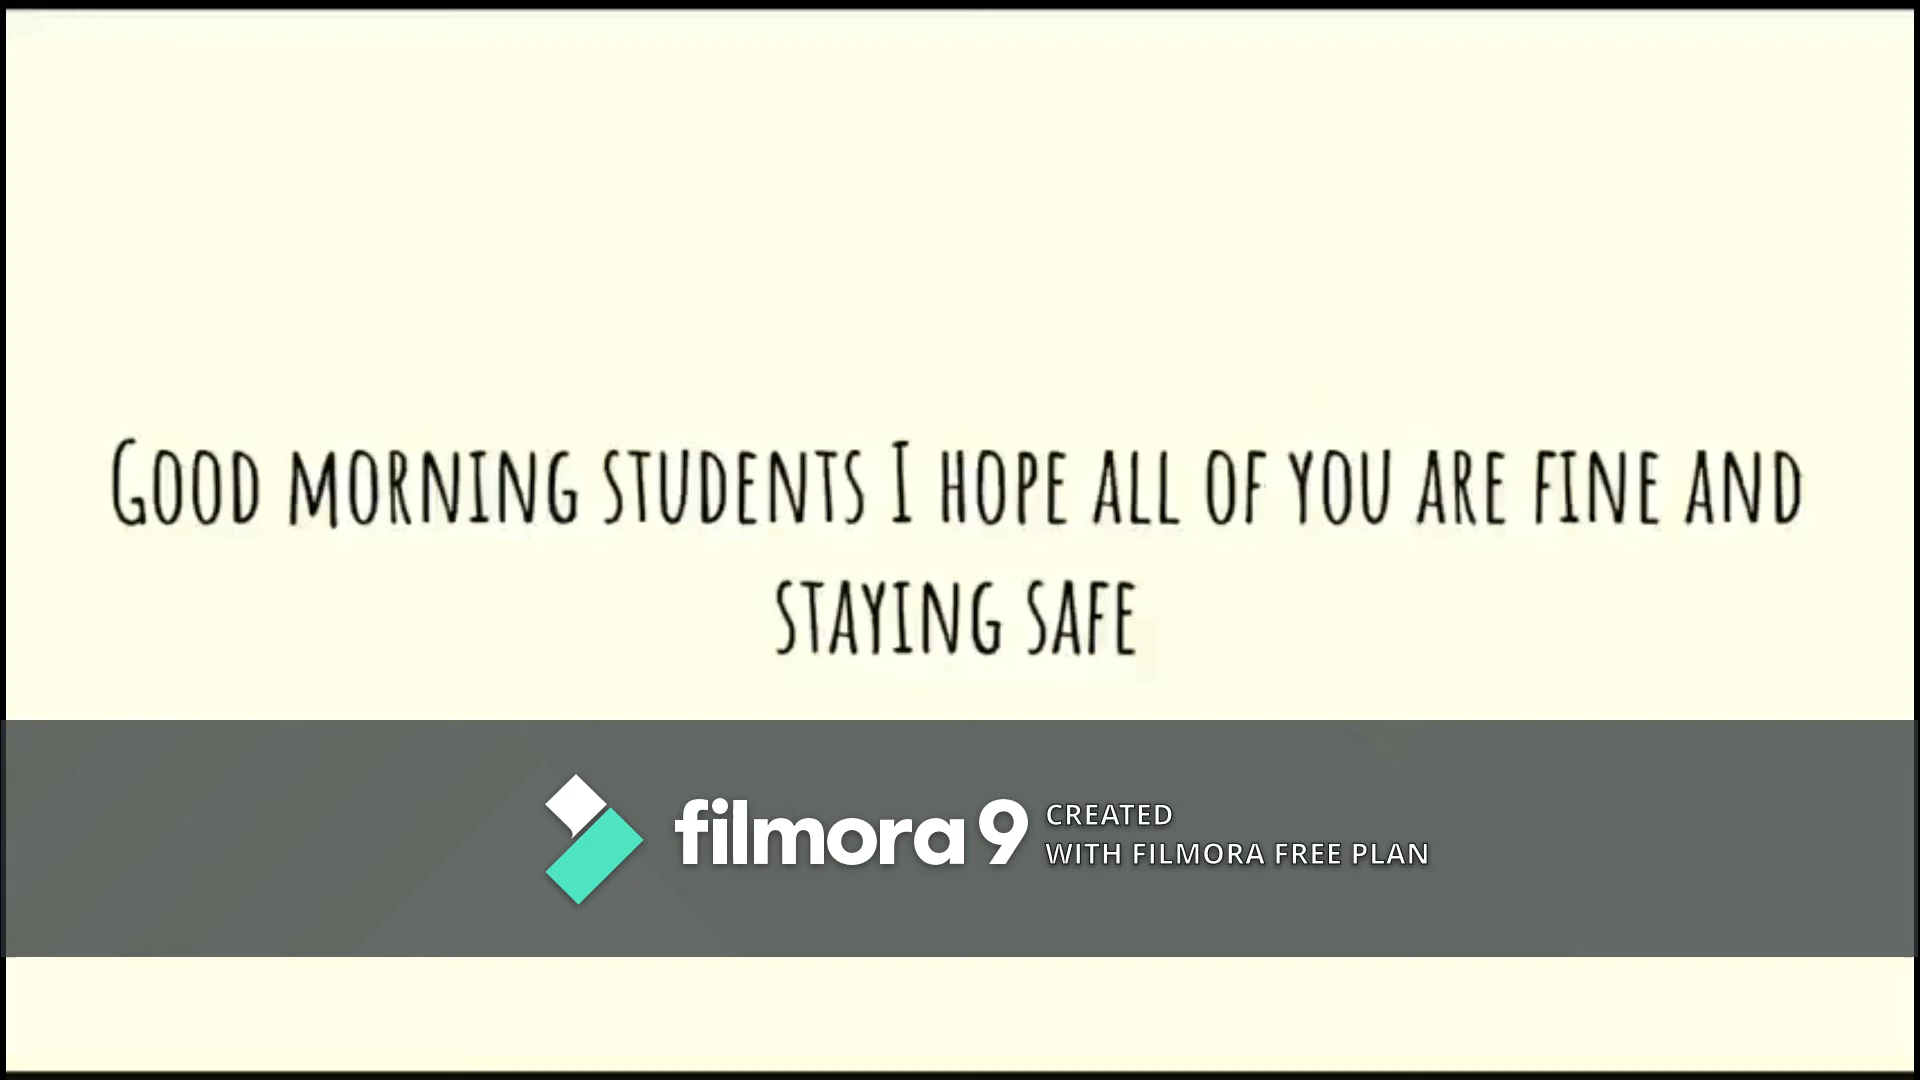 Good morning students I hope all of you are fine and
staying safe
filmora9
CREATED
WITH FILMORA FREE PLAN